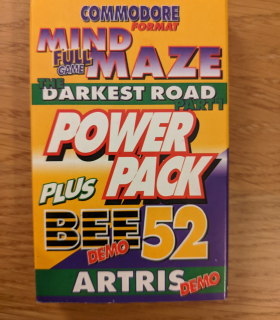 COMMODORE
FORMAT
MIND
FULL
GAME
MAZE
THE
DARKEST ROAD
PART 1
POWER
PACK
PLUS
BEE 52
DEMO
ARTRIS
DEMO